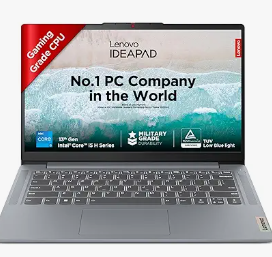 Gaming
Grade CPU
Lenovo
IDEAPAD
Lenovo
No.1 PC Company
in the World
13th Gen
Intel® Core™ i5 H Series
MILITARY
GRADE
DURABILITY
TÜV
Low Blue light